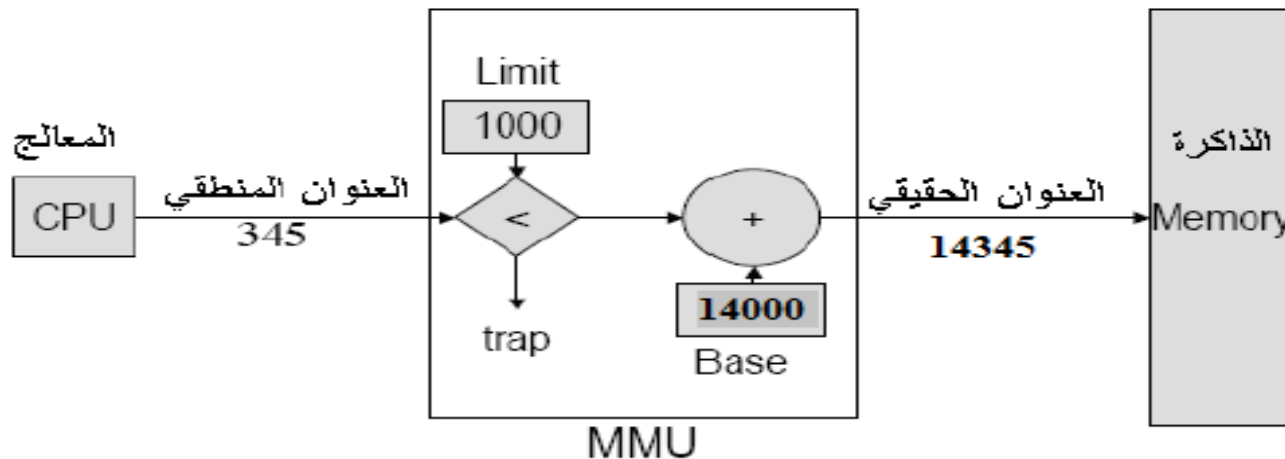 Limit
1000
المعالج
CPU
العنوان المنطقي
345
<
trap
+
14000
Base
MMU
العنوان الحقيقي
14345
الذاكرة
Memory